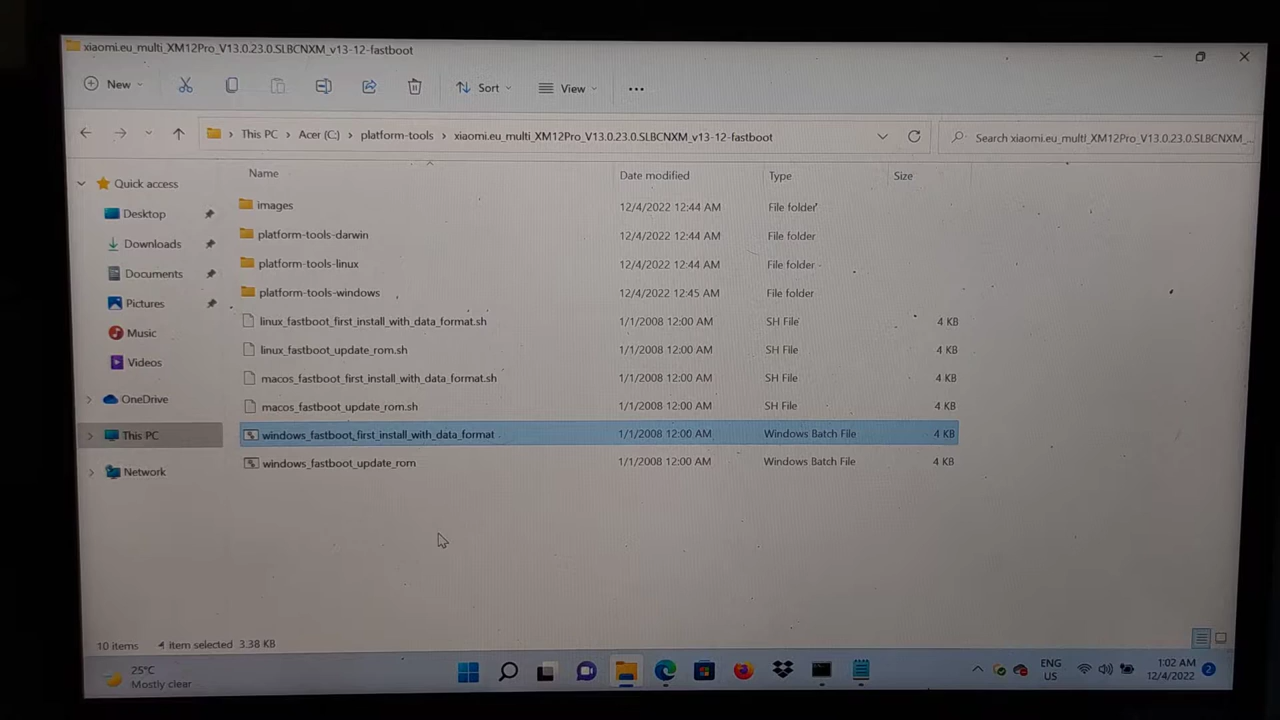 xiaomi.eu_multi_XM12Pro_V13.0.23.0.SLBCNXM_v13-12-fastboot
New
Sort
View
This PC > Acer (C:) > platform-tools > xiaomi.eu_multi_XM12Pro_V13.0.23.0.SLBCNXM_v13-12-fastboot
Search xiaomi.eu_multi_XM12Pro_V13.0.23.0.SLBCNXM_...
Name Date modified Type Size
Quick access
Desktop
Downloads
Documents
Pictures
Music
Videos
OneDrive
This PC
Network
images 12/4/2022 12:44 AM File folder
platform-tools-darwin 12/4/2022 12:44 AM File folder
platform-tools-linux 12/4/2022 12:44 AM File folder
platform-tools-windows 12/4/2022 12:45 AM File folder
linux_fastboot_first_install_with_data_format.sh 1/1/2008 12:00 AM SH File 4 KB
linux_fastboot_update_rom.sh 1/1/2008 12:00 AM SH File 4 KB
macos_fastboot_first_install_with_data_format.sh 1/1/2008 12:00 AM SH File 4 KB
macos_fastboot_update_rom.sh 1/1/2008 12:00 AM SH File 4 KB
windows_fastboot_first_install_with_data_format 1/1/2008 12:00 AM Windows Batch File 4 KB
windows_fastboot_update_rom 1/1/2008 12:00 AM Windows Batch File 4 KB
10 items item selected 3.38 KB
25°C
Mostly clear
ENG
US
1:02 AM
12/4/2022
2